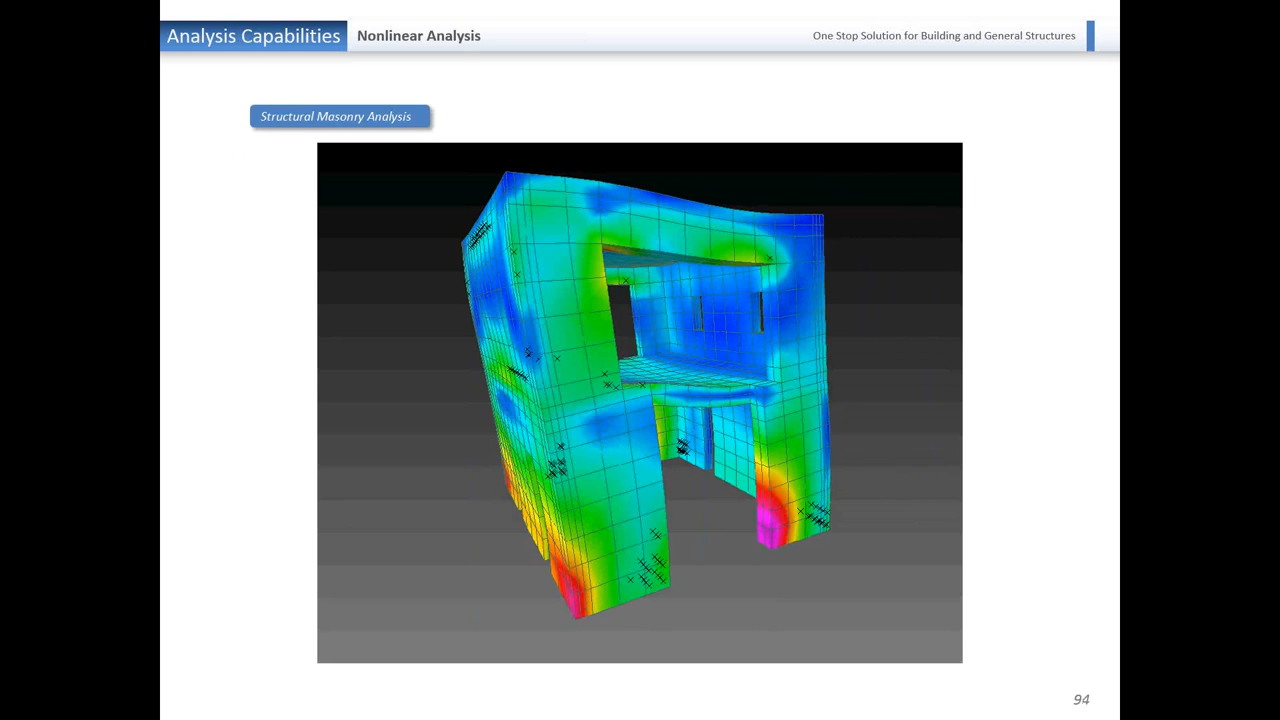 Analysis Capabilities
Nonlinear Analysis
One Stop Solution for Building and General Structures
Structural Masonry Analysis
94